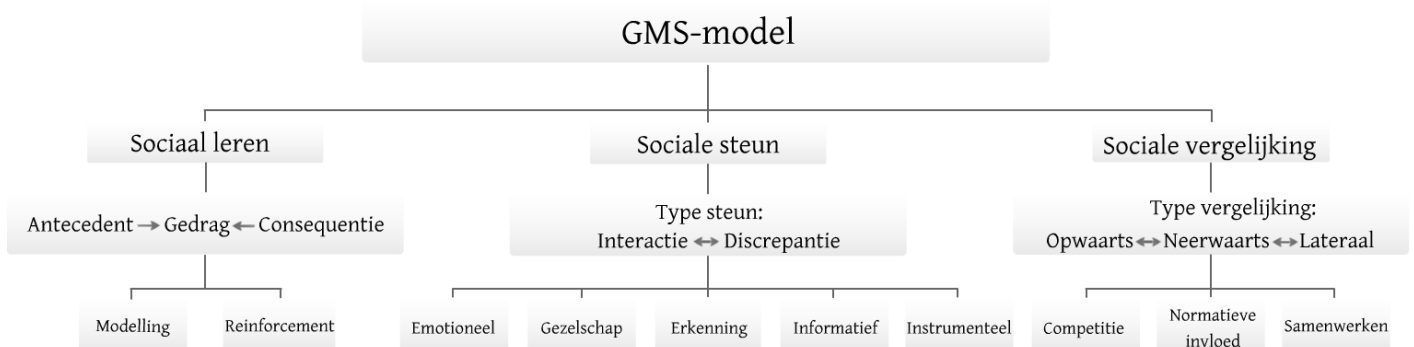 GMS-model
Sociaal leren
Sociale steun
Sociale vergelijking
Antecedent → Gedrag ← Consequentie
Type steun:
Interactie ↔ Discrepantie
Type vergelijking:
Opwaarts ↔ Neerwaarts ↔ Lateraal
Modelling
Reinforcement
Emotioneel
Gezelschap
Erkenning
Informatief
Instrumenteel
Competitie
Normatieve
invloed
Samenwerken